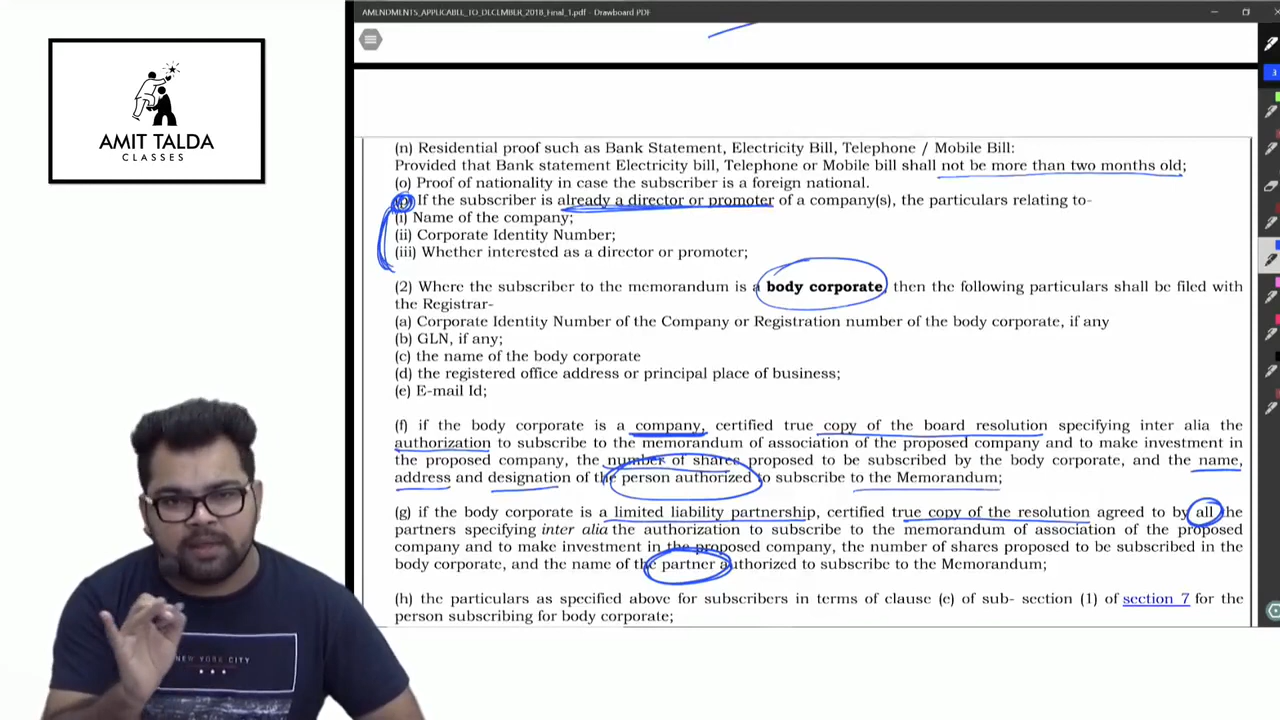 AMENDMENTS_APPLICABLE_TO_DECEMBER_2018_Final_1.pdf - Drawboard PDF
AMIT TALDA
CLASSES
(n) Residential proof such as Bank Statement, Electricity Bill, Telephone / Mobile Bill:
Provided that Bank statement Electricity bill, Telephone or Mobile bill shall not be more than two months old;
(o) Proof of nationality in case the subscriber is a foreign national.
If the subscriber is already a director or promoter of a company(s), the particulars relating to-
(i) Name of the company;
(ii) Corporate Identity Number;
(iii) Whether interested as a director or promoter;
(2) Where the subscriber to the memorandum is a body corporate, then the following particulars shall be filed with
the Registrar-
(a) Corporate Identity Number of the Company or Registration number of the body corporate, if any
(b) GLN, if any;
(c) the name of the body corporate
(d) the registered office address or principal place of business;
(e) E-mail Id;
(f) if the body corporate is a company, certified true copy of the board resolution specifying inter alia the
authorization to subscribe to the memorandum of association of the proposed company and to make investment in
the proposed company, the number of shares proposed to be subscribed by the body corporate, and the name,
address and designation of the person authorized to subscribe to the Memorandum;
(g) if the body corporate is a limited liability partnership, certified true copy of the resolution agreed to by all the
partners specifying inter alia the authorization to subscribe to the memorandum of association of the proposed
company and to make investment in the proposed company, the number of shares proposed to be subscribed in the
body corporate, and the name of the partner authorized to subscribe to the Memorandum;
(h) the particulars as specified above for subscribers in terms of clause (e) of sub- section (1) of section 7 for the
person subscribing for body corporate;
NEW YORK CITY
3